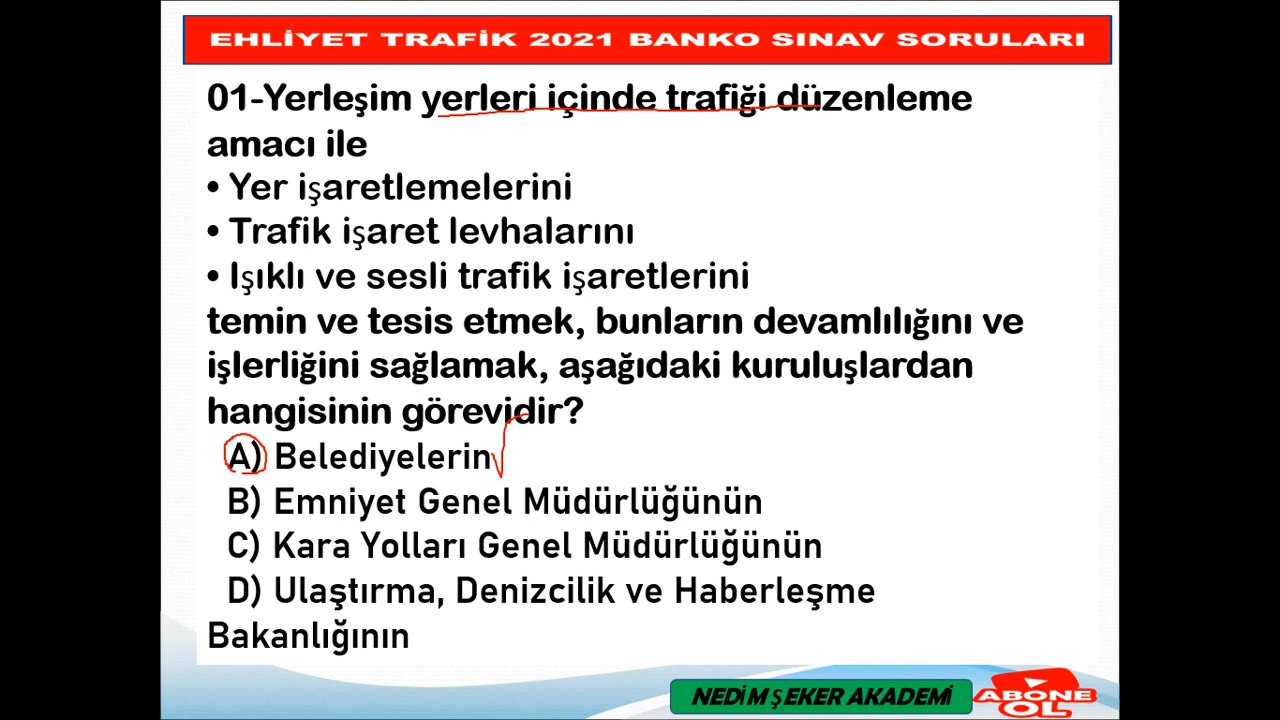 EHLİYET TRAFİK 2021 BANKO SINAV SORULARI
01-Yerleşim yerleri içinde trafiği düzenleme
amacı ile
• Yer işaretlemelerini
• Trafik işaret levhalarını
• Işıklı ve sesli trafik işaretlerini
temin ve tesis etmek, bunların devamlılığını ve
işlerliğini sağlamak, aşağıdaki kuruluşlardan
hangisinin görevidir?
A) Belediyelerin
B) Emniyet Genel Müdürlüğünün
C) Kara Yolları Genel Müdürlüğünün
D) Ulaştırma, Denizcilik ve Haberleşme
Bakanlığının
NEDİM ŞEKER AKADEMİ
ABONE
OL